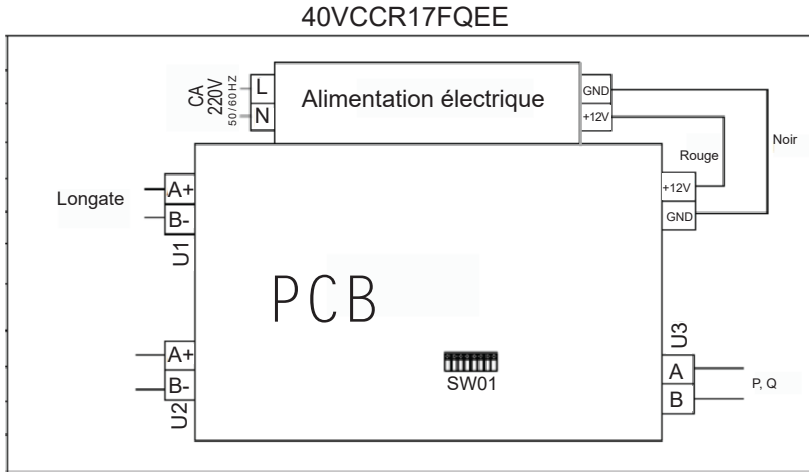 40VCCR17FQEE
CA
220V
50/60HZ
L
N
Alimentation électrique
GND
+12V
Noir
Rouge
+12V
GND
Longate
A+
B-
U1
PCB
A+
B-
U2
SW01
U3
A
B
P, Q